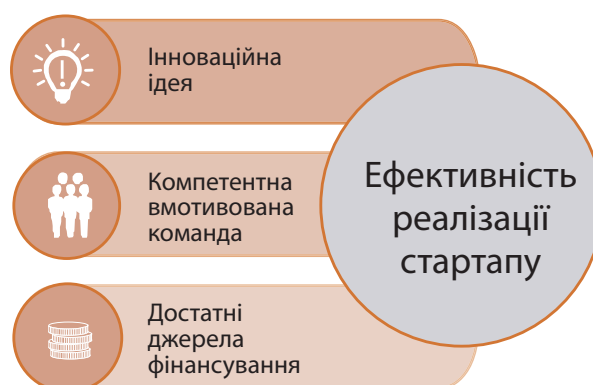 Інноваційна
ідея
Компетентна
вмотивована
команда
Достатні
джерела
фінансування
Ефективність
реалізації
стартапу